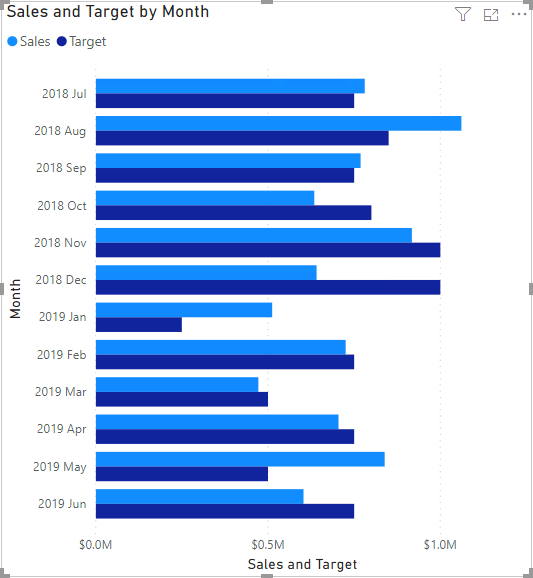 Sales and Target by Month
Sales Target
2018 Jul
2018 Aug
2018 Sep
2018 Oct
2018 Nov
2018 Dec
2019 Jan
2019 Feb
2019 Mar
2019 Apr
2019 May
2019 Jun
Month
$0.0M $0.5M $1.0M
Sales and Target